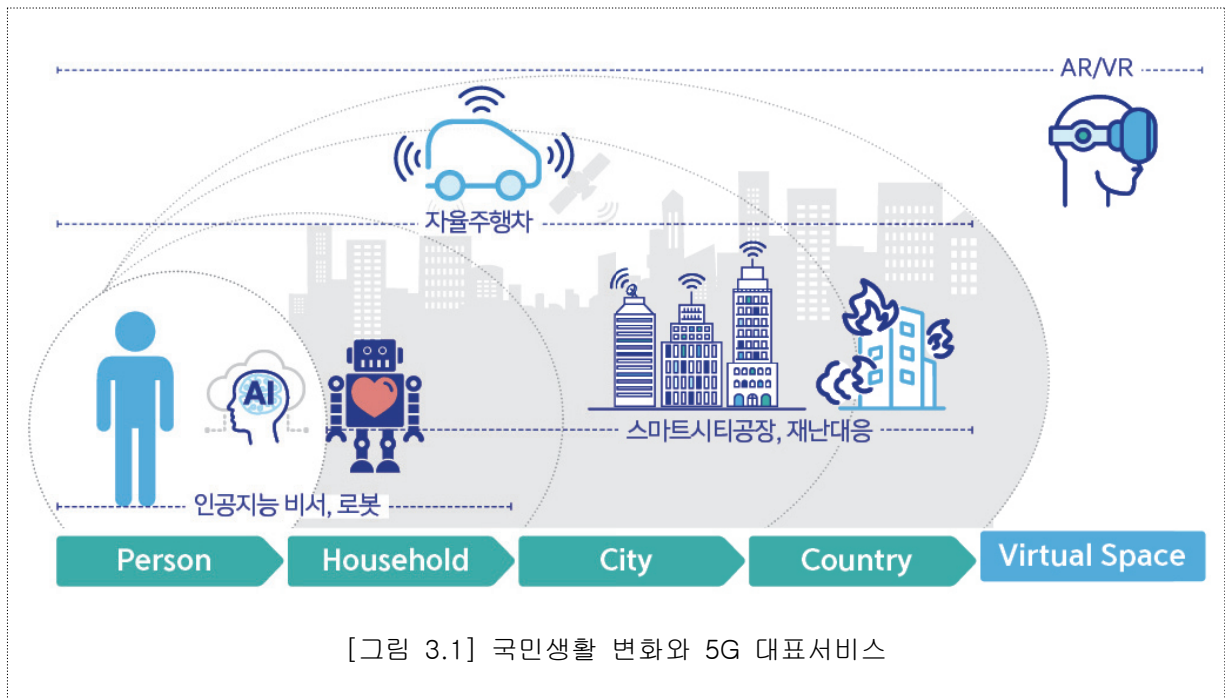 AR/VR
자율주행차
AI
스마트시티공장, 재난대응
인공지능 비서, 로봇
Person
Household
City
Country
Virtual Space
[그림 3.1] 국민생활 변화와 5G 대표서비스